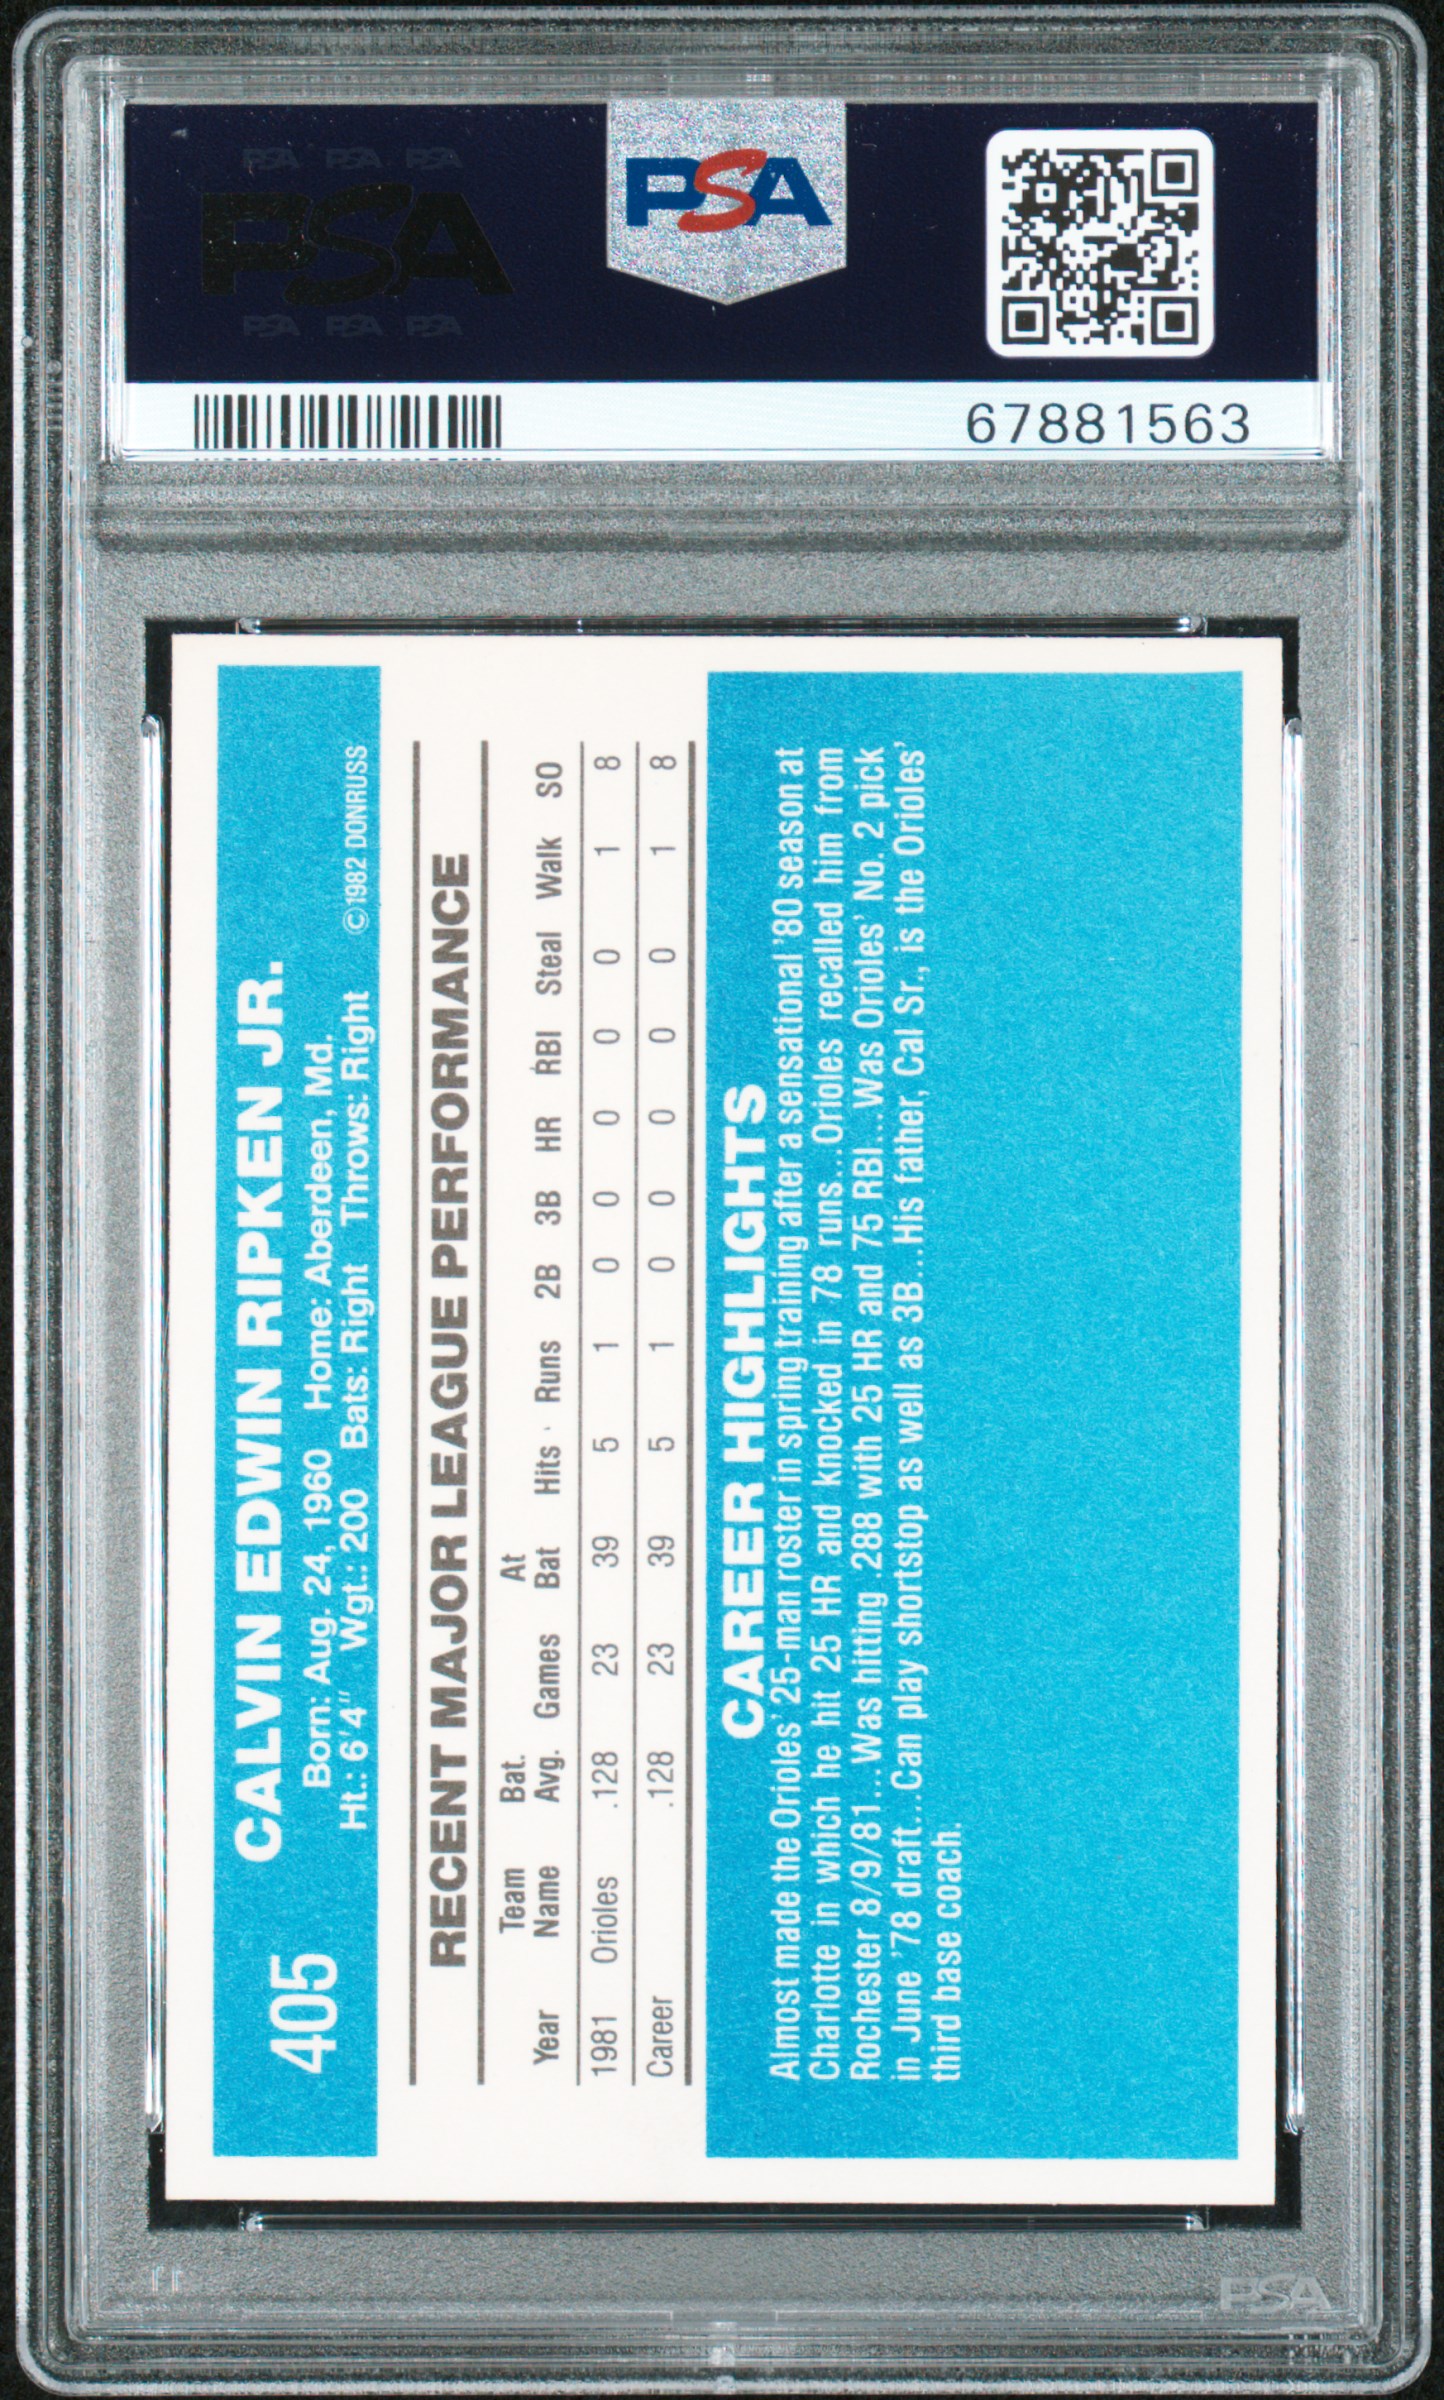 PSA PSA PSA
PSA
PSA PSA PSA
PSA
67881563
405
CALVIN EDWIN RIPKEN JR.
Born: Aug. 24, 1960 Home: Aberdeen, Md.
Ht.: 6'4" Wgt.: 200 Bats: Right Throws: Right ©1982 DONRUSS
RECENT MAJOR LEAGUE PERFORMANCE
Team Bat. At
Year Name Avg. Games Bat Hits Runs 2B 3B HR RBI Steal Walk SO
1981 Orioles .128 23 39 5 1 0 0 0 0 0 1 8
Career .128 23 39 5 1 0 0 0 0 0 1 8
CAREER HIGHLIGHTS
Almost made the Orioles' 25-man roster in spring training after a sensational '80 season at
Charlotte in which he hit 25 HR and knocked in 78 runs...Orioles recalled him from
Rochester 8/9/81...Was hitting .288 with 25 HR and 75 RBI...Was Orioles' No. 2 pick
in June '78 draft...Can play shortstop as well as 3B...His father, Cal Sr., is the Orioles'
third base coach.
PSA